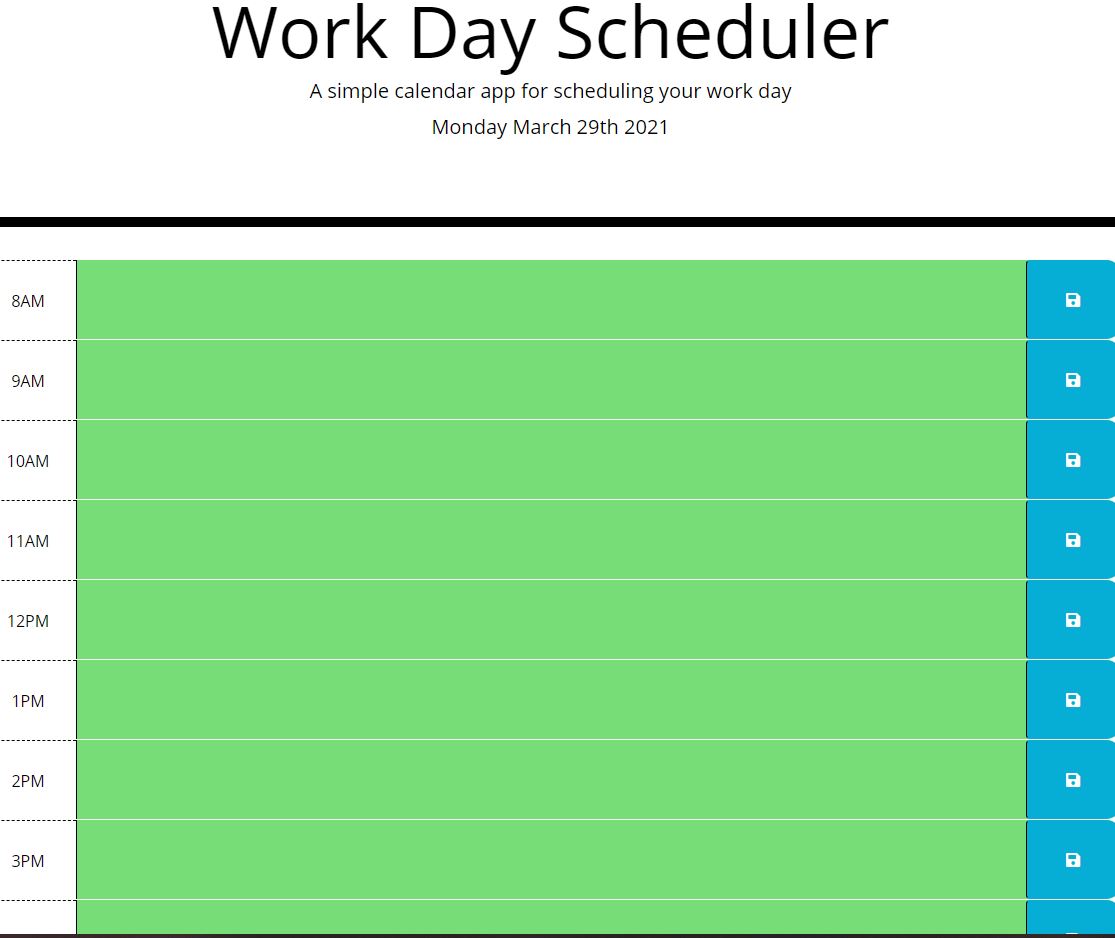 Work Day Scheduler
A simple calendar app for scheduling your work day
Monday March 29th 2021
8AM
9AM
10AM
11AM
12PM
1PM
2PM
3PM